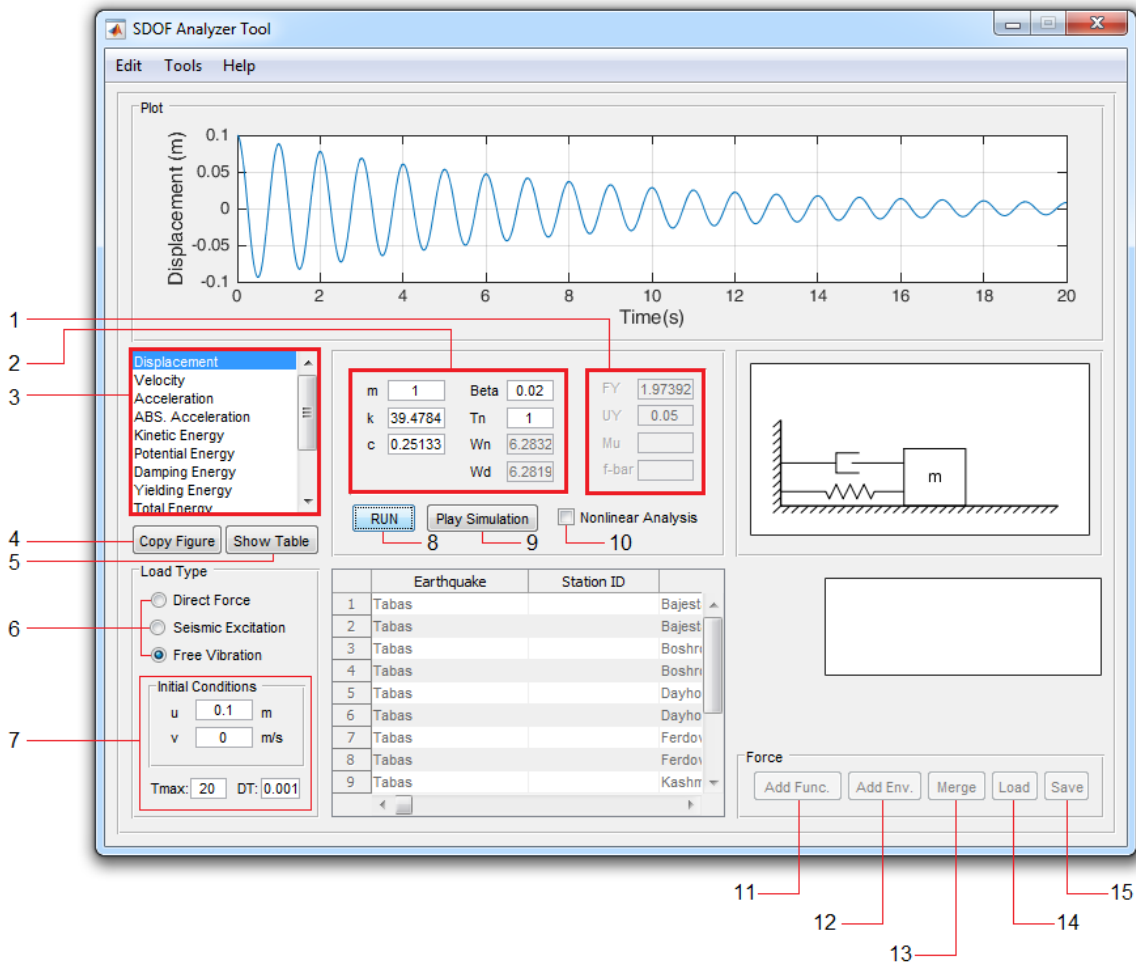 SDOF Analyzer Tool
Edit Tools Help
Plot
Displacement (m)
0.1
0.05
0
-0.05
-0.1
0 2 4 6 8 10 12 14 16 18 20
Time(s)
1
2
3
Displacement
Velocity
Acceleration
ABS. Acceleration
Kinetic Energy
Potential Energy
Damping Energy
Yielding Energy
Total Energy
m 1 Beta 0.02
k 39.4784 Tn 1
c 0.25133 Wn 6.2832
Wd 6.2819
FY 1.97392
UY 0.05
Mu
f-bar
m
RUN Play Simulation Nonlinear Analysis
8 9 10
4 Copy Figure Show Table
5
Load Type
Direct Force
6 Seismic Excitation
Free Vibration
Initial Conditions
u 0.1 m
7 v 0 m/s
Tmax: 20 DT: 0.001
Earthquake Station ID
1 Tabas Bajest
2 Tabas Bajest
3 Tabas Boshr
4 Tabas Boshr
5 Tabas Dayho
6 Tabas Dayho
7 Tabas Ferdov
8 Tabas Ferdov
9 Tabas Kashm
Force
Add Func. Add Env. Merge Load Save
11 15
12 14
13